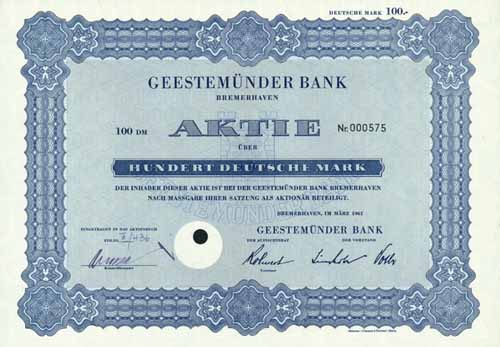 DEUTSCHE MARK 100.-
GEESTEMÜNDER BANK
BREMERHAVEN
100 DM AKTIE Nr. 000575
ÜBER
HUNDERT DEUTSCHE MARK
DER INHABER DIESER AKTIE IST BEI DER GEESTEMÜNDER BANK BREMERHAVEN
NACH MASSGABE IHRER SATZUNG ALS AKTIONÄR BETEILIGT.
BREMERHAVEN, IM MÄRZ 1961
EINGETRAGEN IN DAS AKTIENBUCH
GEESTEMÜNDER BANK
FOLIO
DER AUFSICHTSRAT DER VORSTAND